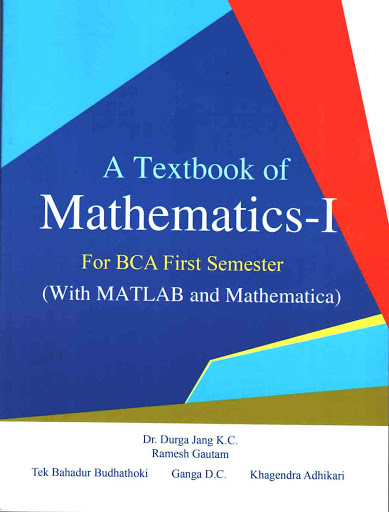 A Textbook of
Mathematics-I
For BCA First Semester
(With MATLAB and Mathematica)
Dr. Durga Jang K.C.
Ramesh Gautam
Tek Bahadur Budhathoki Ganga D.C. Khagendra Adhikari